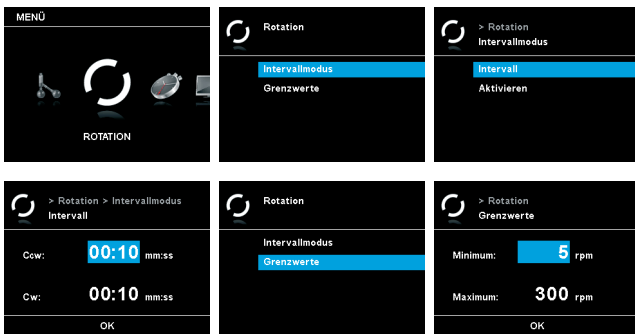 MENÜ
ROTATION
Rotation
Intervallmodus
Grenzwerte
> Rotation
Intervallmodus
Intervall
Aktivieren
> Rotation > Intervallmodus
Intervall
Ccw: 00:10 mm:ss
Cw: 00:10 mm:ss
OK
Rotation
Intervallmodus
Grenzwerte
> Rotation
Grenzwerte
Minimum: 5 rpm
Maximum: 300 rpm
OK